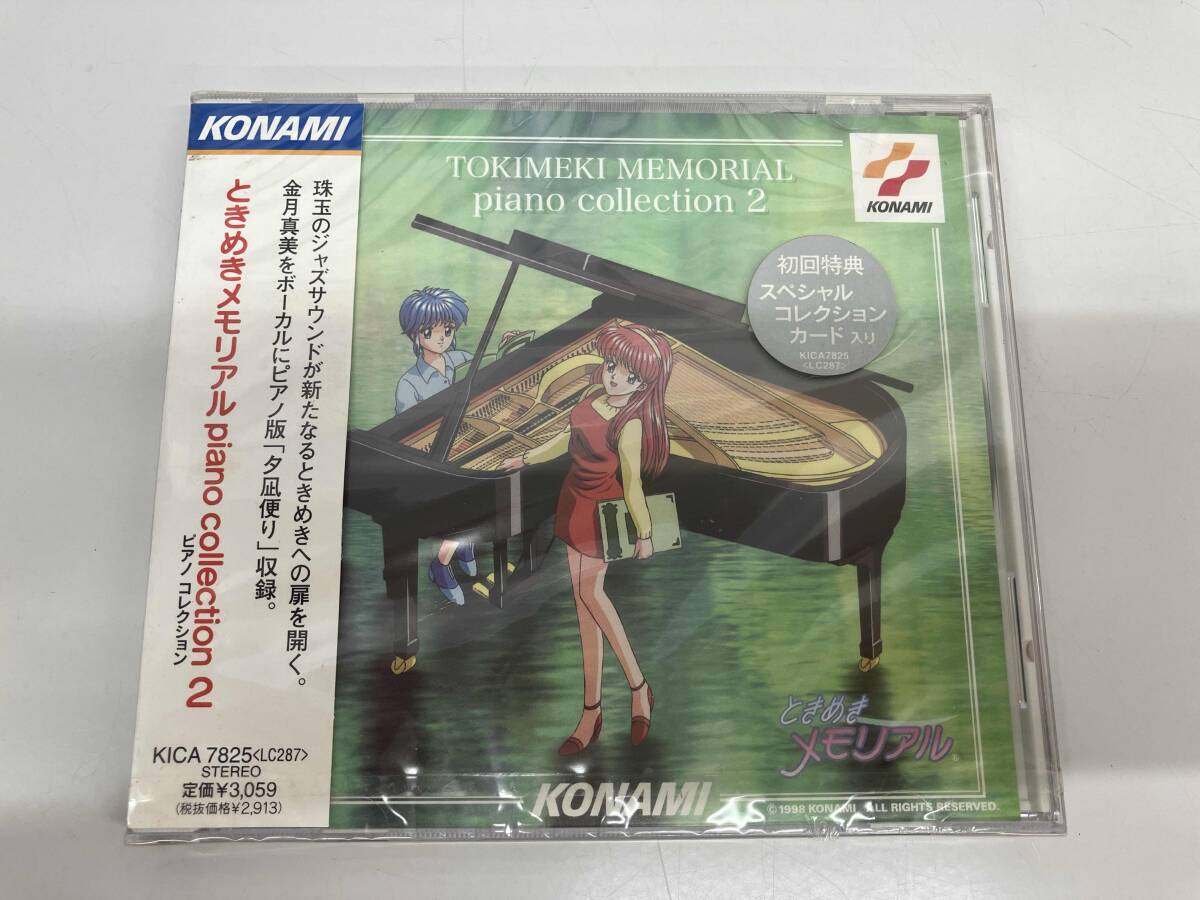 KONAMI
珠玉のジャズサウンドが新たなるときめきへの扉を開く。
金月真美をボーカルにピアノ版「夕凪便り」収録。
ときめきメモリアル piano collection 2
ピアノ コレクション
KICA 7825<LC287>
STEREO
定価¥3,059
(税抜価格¥2,913)
TOKIMEKI MEMORIAL
piano collection 2
KONAMI
初回特典
スペシャル
コレクション
カード入り
KICA7825
<LC287>
ときめき
メモリアル®
KONAMI
©1998 KONAMI ALL RIGHTS RESERVED.